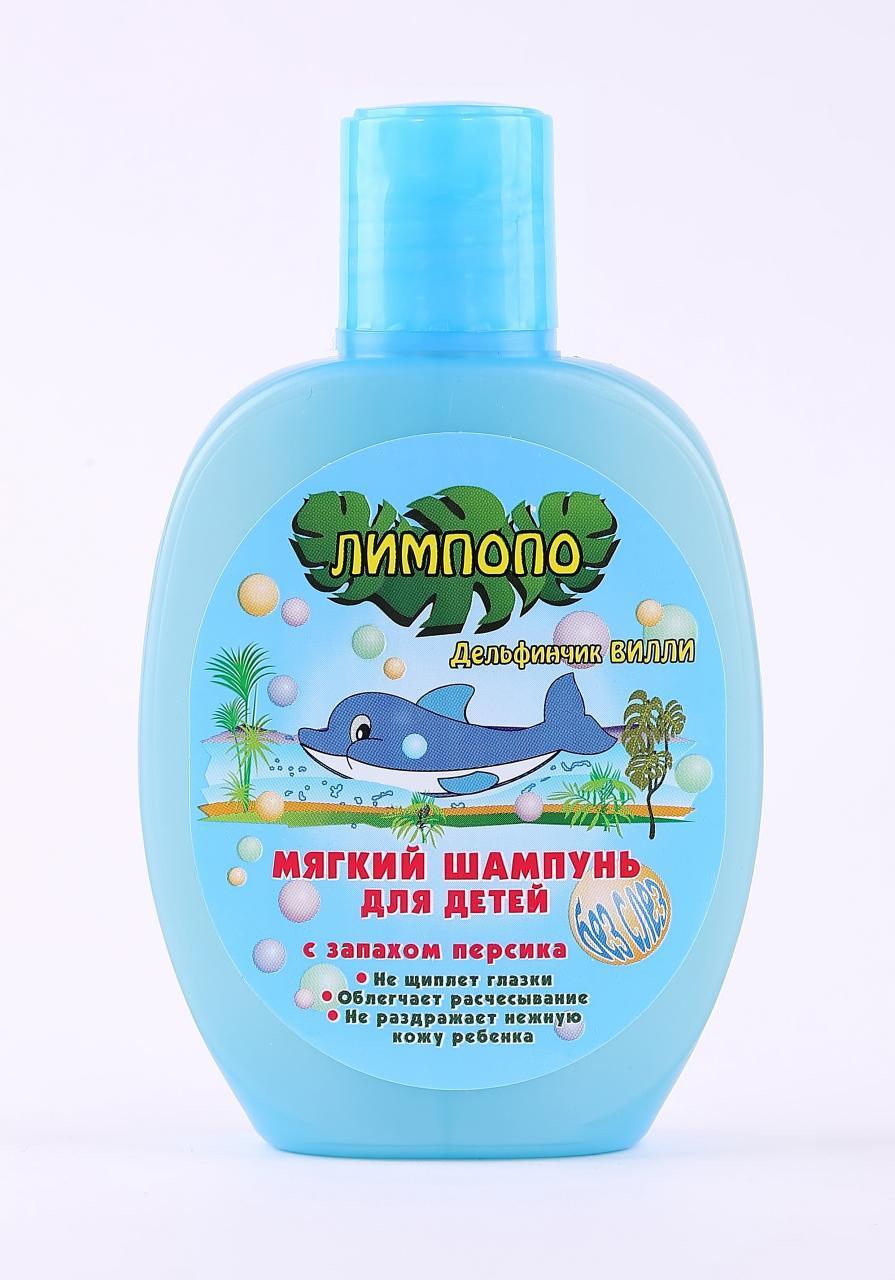 ЛИМПОПО
Дельфинчик ВИЛЛИ
МЯГКИЙ ШАМПУНЬ
ДЛЯ ДЕТЕЙ
без слез
с запахом персика
• Не щиплет глазки
• Облегчает расчесывание
• Не раздражает нежную
кожу ребенка